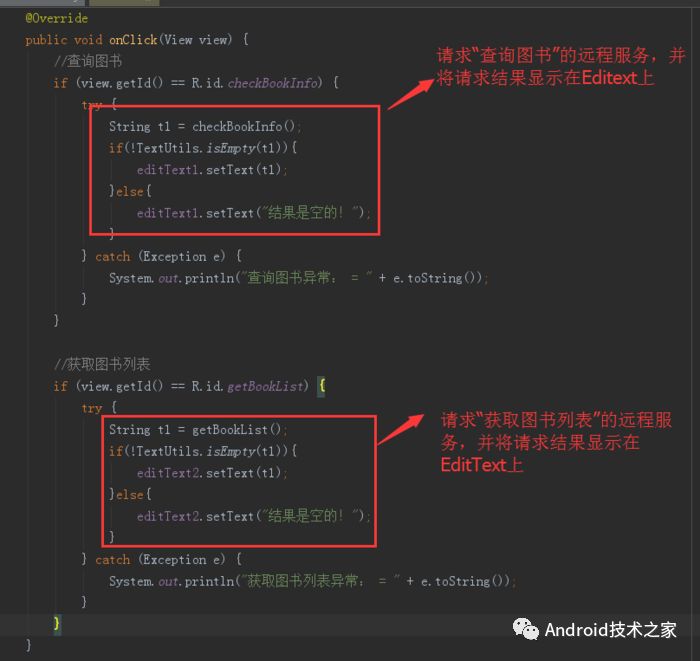 @Override
public void onClick(View view) {
//查询图书
if (view.getId() == R.id.checkBookInfo) {
try {
String t1 = checkBookInfo();
if(!TextUtils.isEmpty(t1)){
editText1.setText(t1);
}else{
editText1.setText("结果是空的！");
}
} catch (Exception e) {
System.out.println("查询图书异常： = " + e.toString());
}
}
//获取图书列表
if (view.getId() == R.id.getBookList) {
try {
String t1 = getBookList();
if(!TextUtils.isEmpty(t1)){
editText2.setText(t1);
}else{
editText2.setText("结果是空的！");
}
} catch (Exception e) {
System.out.println("获取图书列表异常： = " + e.toString());
}
}
}
请求“查询图书”的远程服务，并
将请求结果显示在Editext上
请求“获取图书列表”的远程服
务，并将请求结果显示在
EditText上
Android技术之家